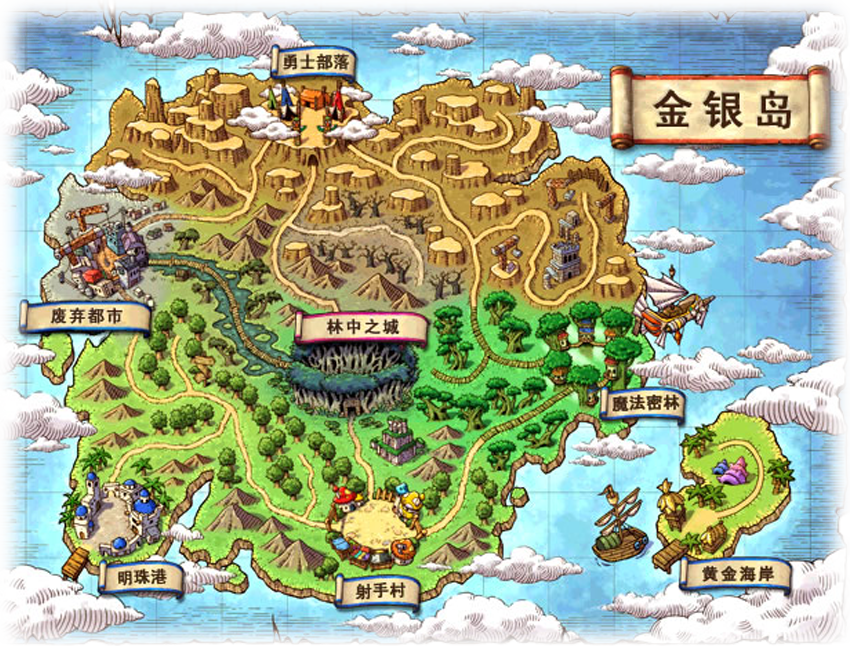 勇士部落
金银岛
废弃都市
林中之城
魔法密林
明珠港
射手村
黄金海岸